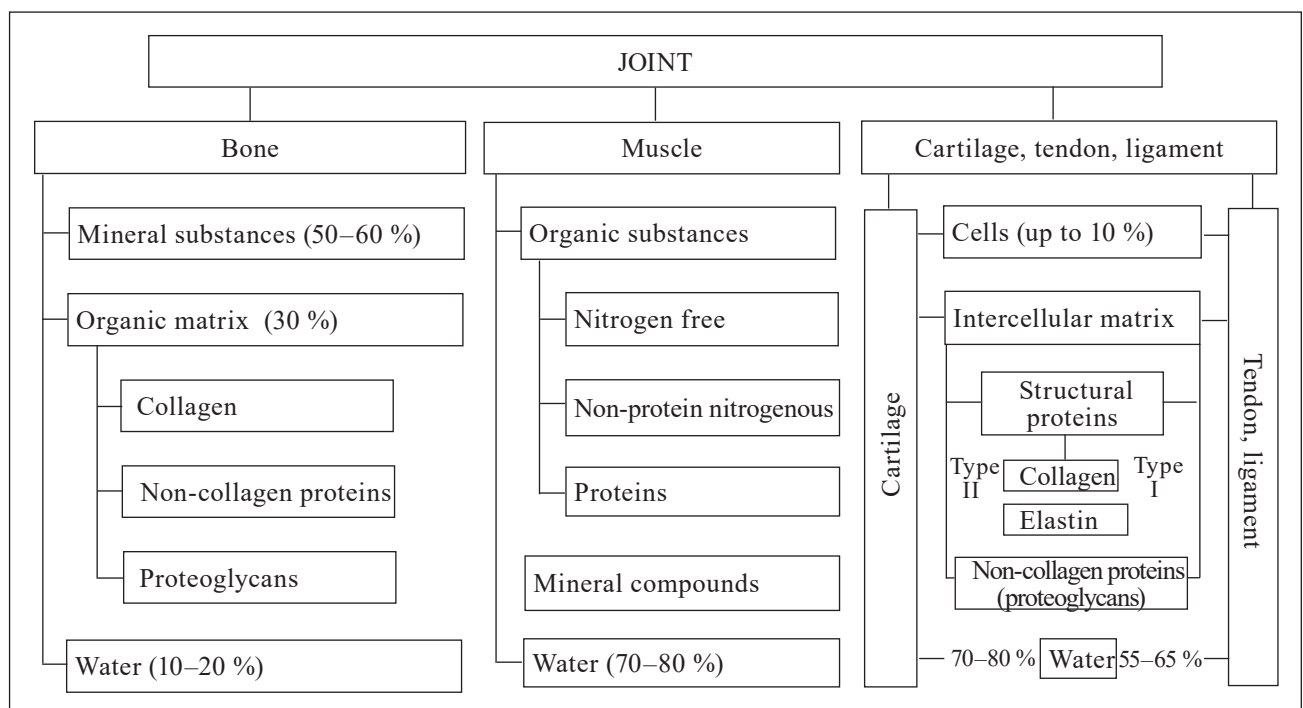 JOINT
Bone
Mineral substances (50–60 %)
Organic matrix (30 %)
Collagen
Non-collagen proteins
Proteoglycans
Water (10–20 %)
Muscle
Organic substances
Nitrogen free
Non-protein nitrogenous
Proteins
Mineral compounds
Water (70–80 %)
Cartilage, tendon, ligament
Cartilage
Cells (up to 10 %)
Intercellular matrix
Structural
proteins
Type
II
Collagen
Type
I
Elastin
Non-collagen proteins
(proteoglycans)
70–80 % Water 55–65 %
Tendon, ligament